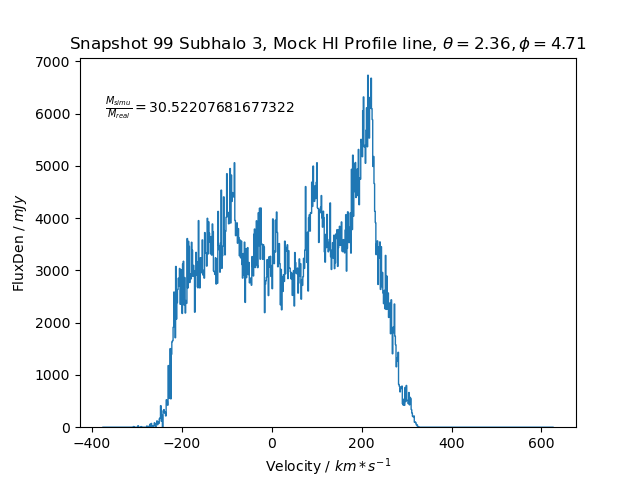 Snapshot 99 Subhalo 3, Mock HI Profile line, θ = 2.36, ϕ = 4.71
7000
6000
5000
4000
3000
2000
1000
0
FluxDen / mJy
M_simu/M_real = 30.52207681677322
−400 −200 0 200 400 600
Velocity / km * s⁻¹